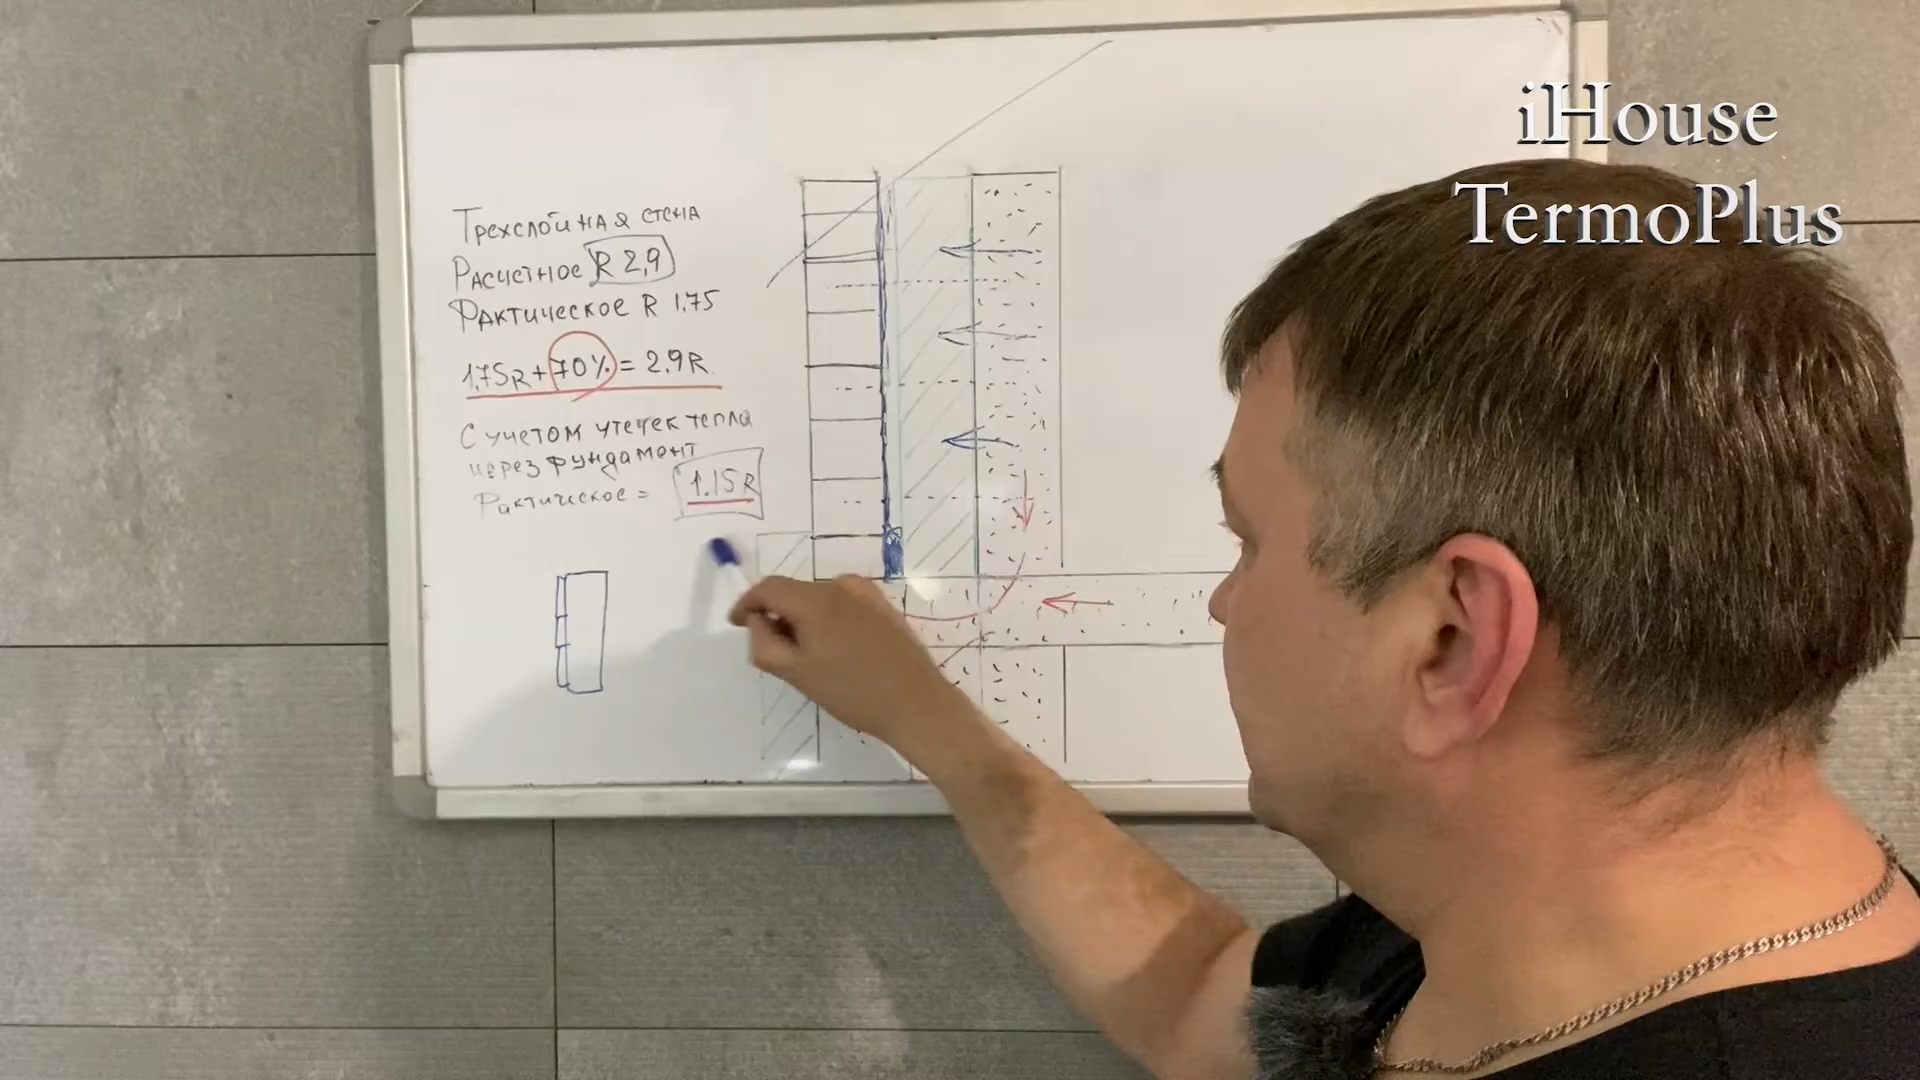 iHouse
TermoPlus
Трехслойная стена
Расчетное R 2,9
Фактическое R 1.75
1.75R + 70% = 2.9R
С учетом утечек тепла
через фундамент
Фактическое = 1.15R